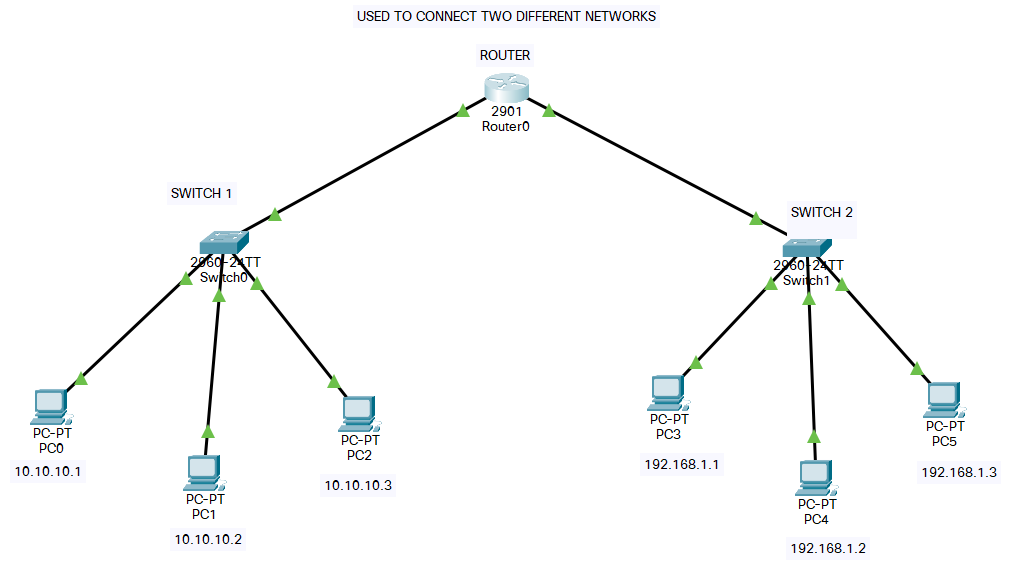 USED TO CONNECT TWO DIFFERENT NETWORKS
ROUTER
2901
Router0
SWITCH 1
2960-24TT
Switch0
SWITCH 2
2960-24TT
Switch1
PC-PT
PC0
10.10.10.1
PC-PT
PC1
10.10.10.2
PC-PT
PC2
10.10.10.3
PC-PT
PC3
192.168.1.1
PC-PT
PC4
192.168.1.2
PC-PT
PC5
192.168.1.3